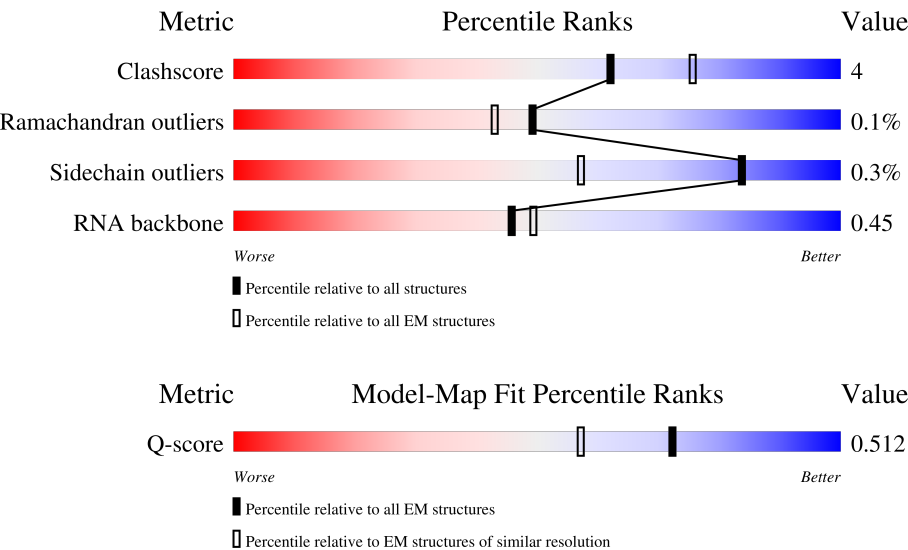 Metric Percentile Ranks Value
Clashscore 4
Ramachandran outliers 0.1%
Sidechain outliers 0.3%
RNA backbone 0.45
Worse Better
Percentile relative to all structures
Percentile relative to all EM structures
Metric Model-Map Fit Percentile Ranks Value
Q-score 0.512
Worse Better
Percentile relative to all EM structures
Percentile relative to EM structures of similar resolution